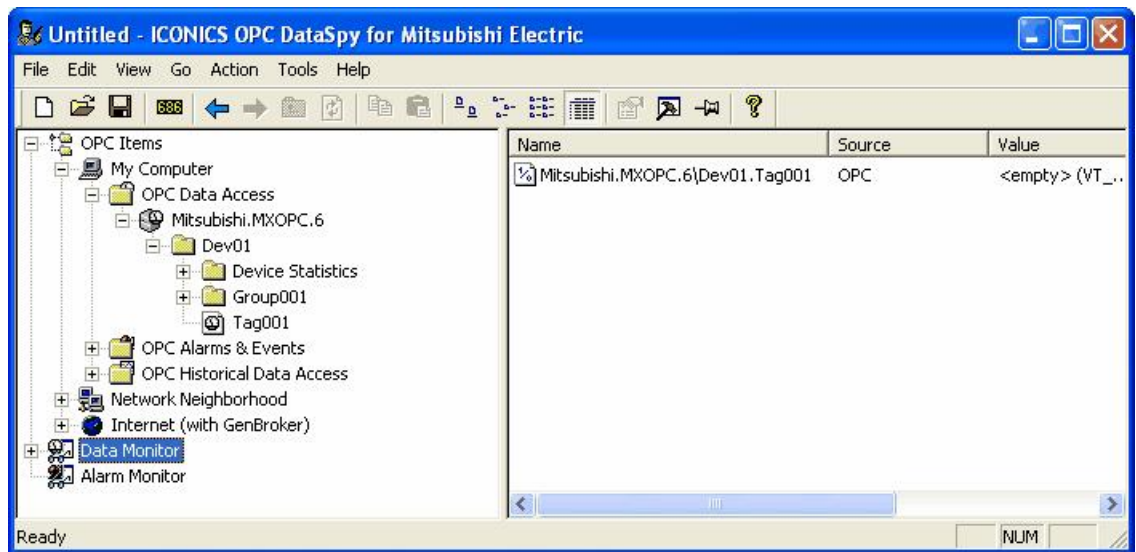 Untitled - ICONICS OPC DataSpy for Mitsubishi Electric
File Edit View Go Action Tools Help
686
OPC Items
My Computer
OPC Data Access
Mitsubishi.MXOPC.6
Dev01
Device Statistics
Group001
Tag001
OPC Alarms & Events
OPC Historical Data Access
Network Neighborhood
Internet (with GenBroker)
Data Monitor
Alarm Monitor
Name Source Value
Mitsubishi.MXOPC.6\Dev01.Tag001 OPC <empty> (VT_..
Ready NUM